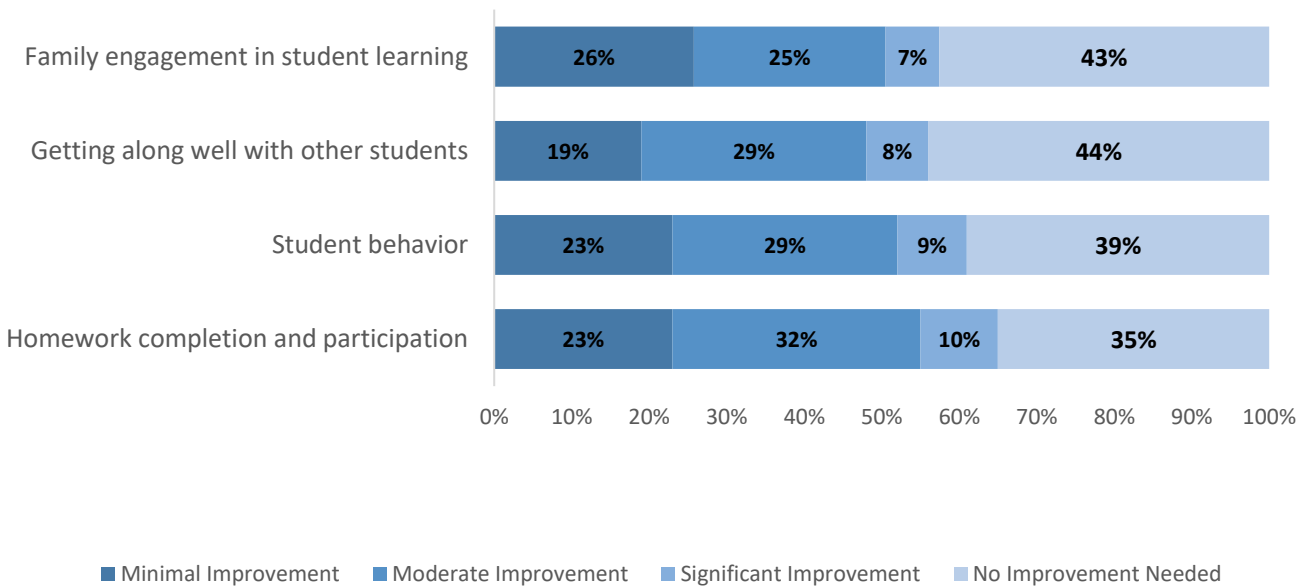 Family engagement in student learning 26% 25% 7% 43%
Getting along well with other students 19% 29% 8% 44%
Student behavior 23% 29% 9% 39%
Homework completion and participation 23% 32% 10% 35%
0% 10% 20% 30% 40% 50% 60% 70% 80% 90% 100%
Minimal Improvement Moderate Improvement Significant Improvement No Improvement Needed